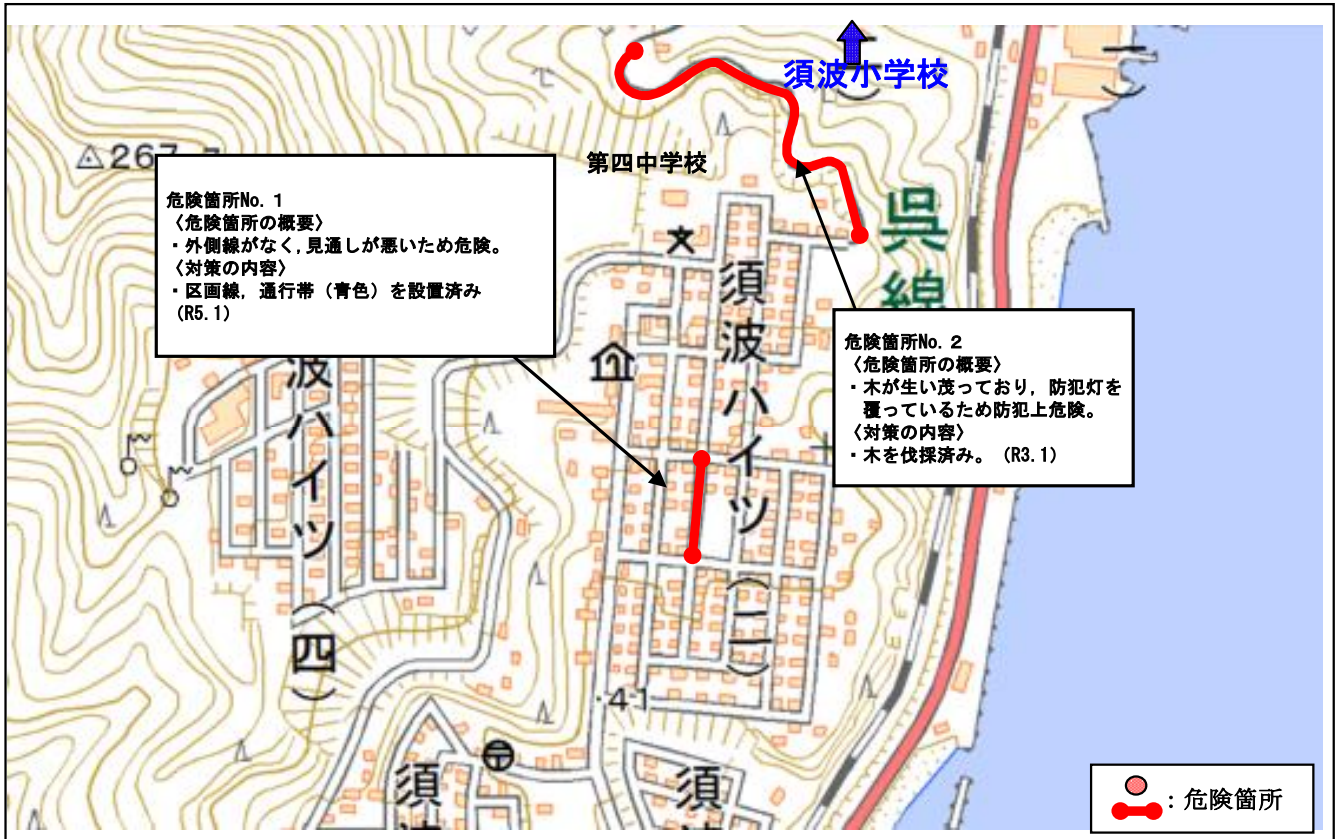 須波小学校
267.7
第四中学校
危険箇所No. 1
〈危険箇所の概要〉
・外側線がなく,見通しが悪いため危険。
〈対策の内容〉
・区画線, 通行帯（青色）を設置済み
(R5.1)
呉線
須波ハイツ(二)
危険箇所No. 2
〈危険箇所の概要〉
・木が生い茂っており, 防犯灯を
覆っているため防犯上危険。
〈対策の内容〉
・木を伐採済み。 (R3.1)
波ハイツ(四)
・41
須波
須波
：危険箇所